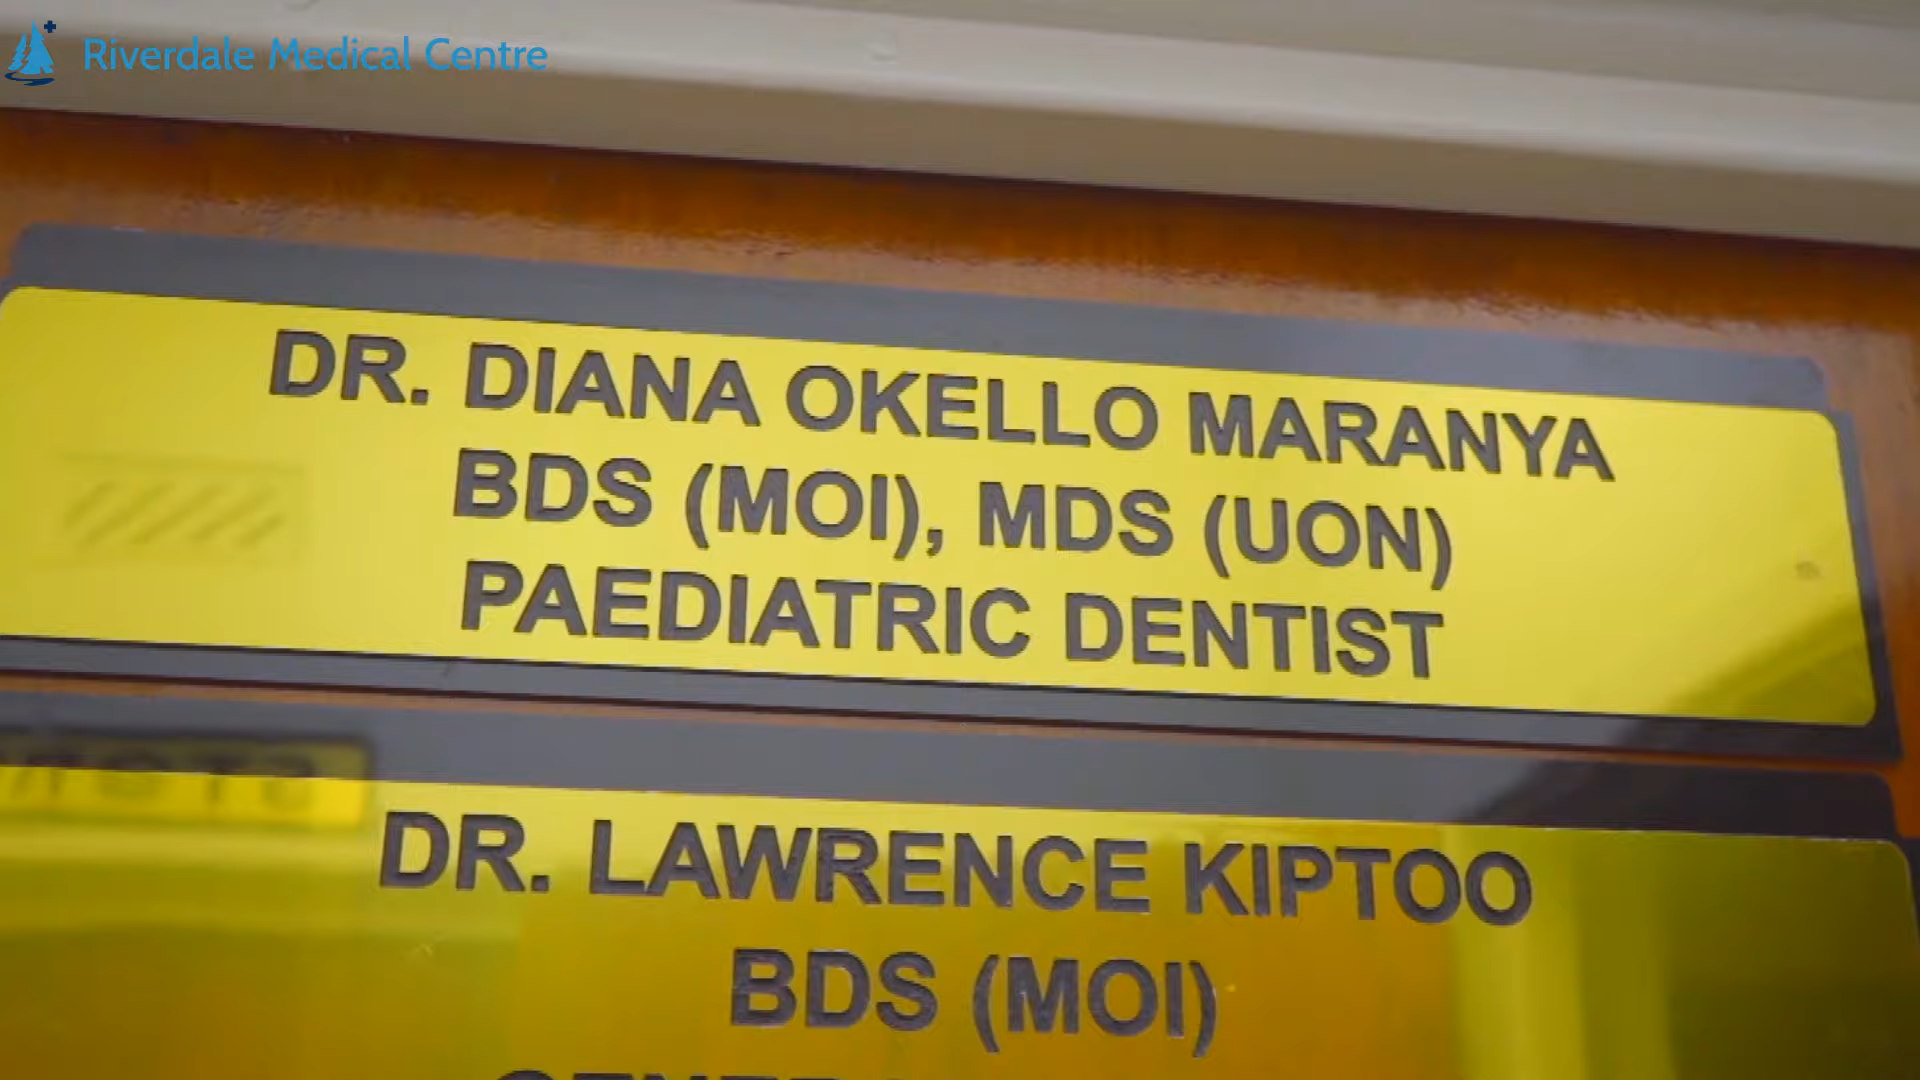 Riverdale Medical Centre
DR. DIANA OKELLO MARANYA
BDS (MOI), MDS (UON)
PAEDIATRIC DENTIST
DR. LAWRENCE KIPTOO
BDS (MOI)